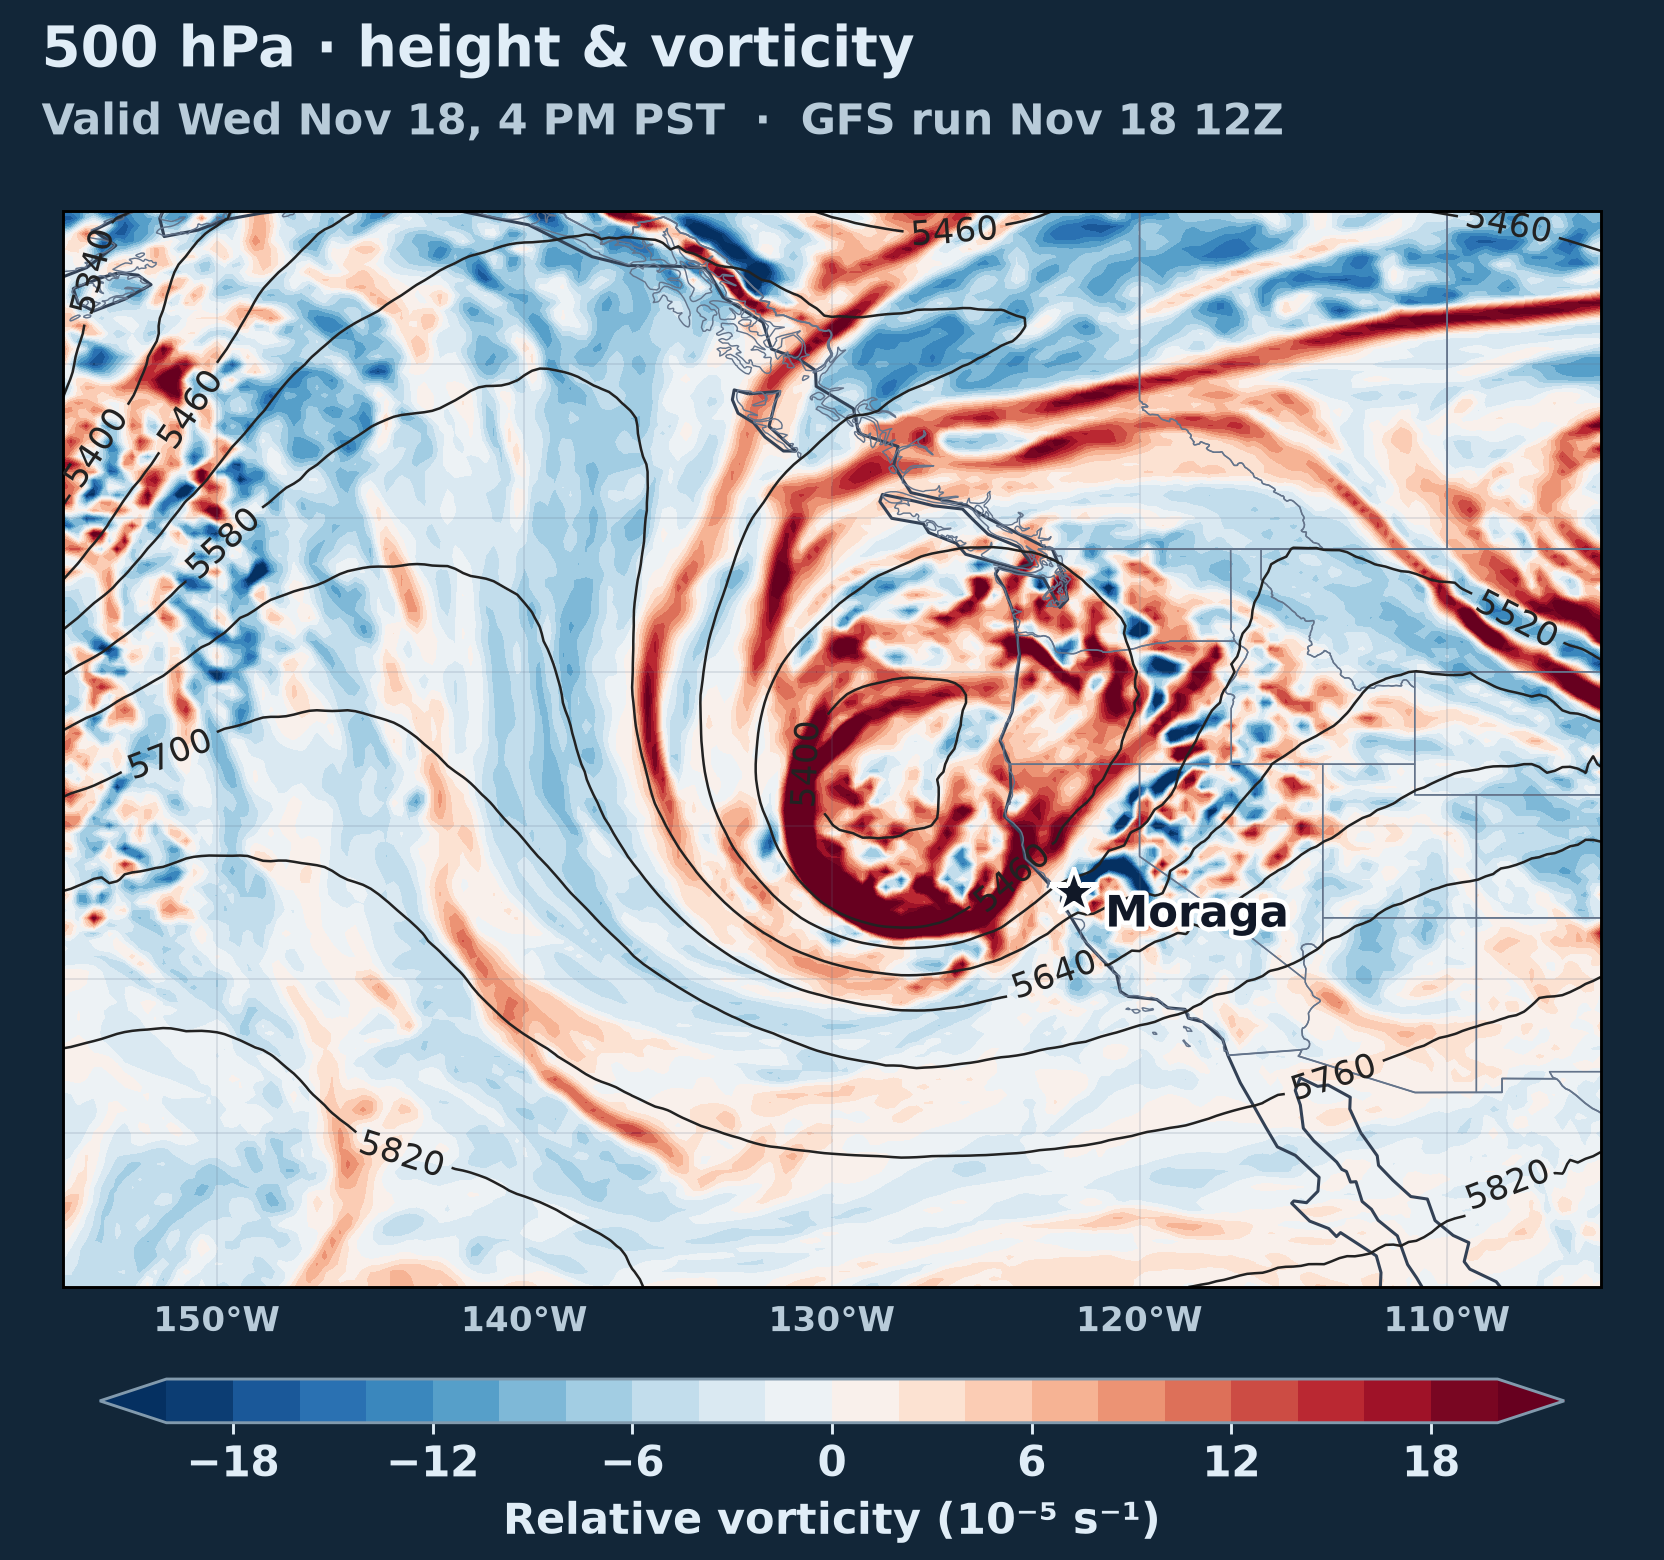 500 hPa · height & vorticity
Valid Wed Nov 18, 4 PM PST · GFS run Nov 18 12Z
5340
5460
5460
5400
5460
5580
5520
5700
5400
5460
Moraga
5640
5760
5820
5820
150°W 140°W 130°W 120°W 110°W
−18 −12 −6 0 6 12 18
Relative vorticity (10⁻⁵ s⁻¹)